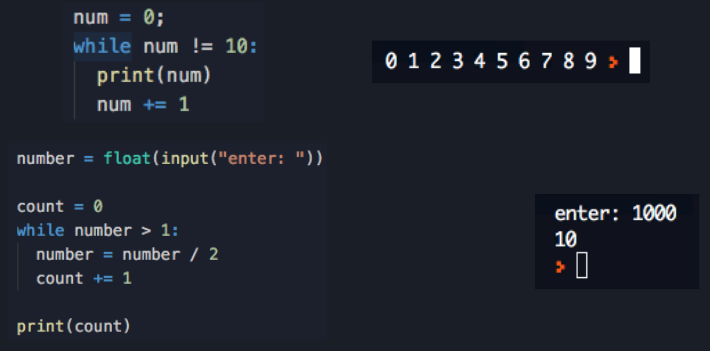 num = 0;
while num != 10:
  print(num)
  num += 1
0 1 2 3 4 5 6 7 8 9 >
number = float(input("enter: "))
count = 0
while number > 1:
  number = number / 2
  count += 1
print(count)
enter: 1000
10
>